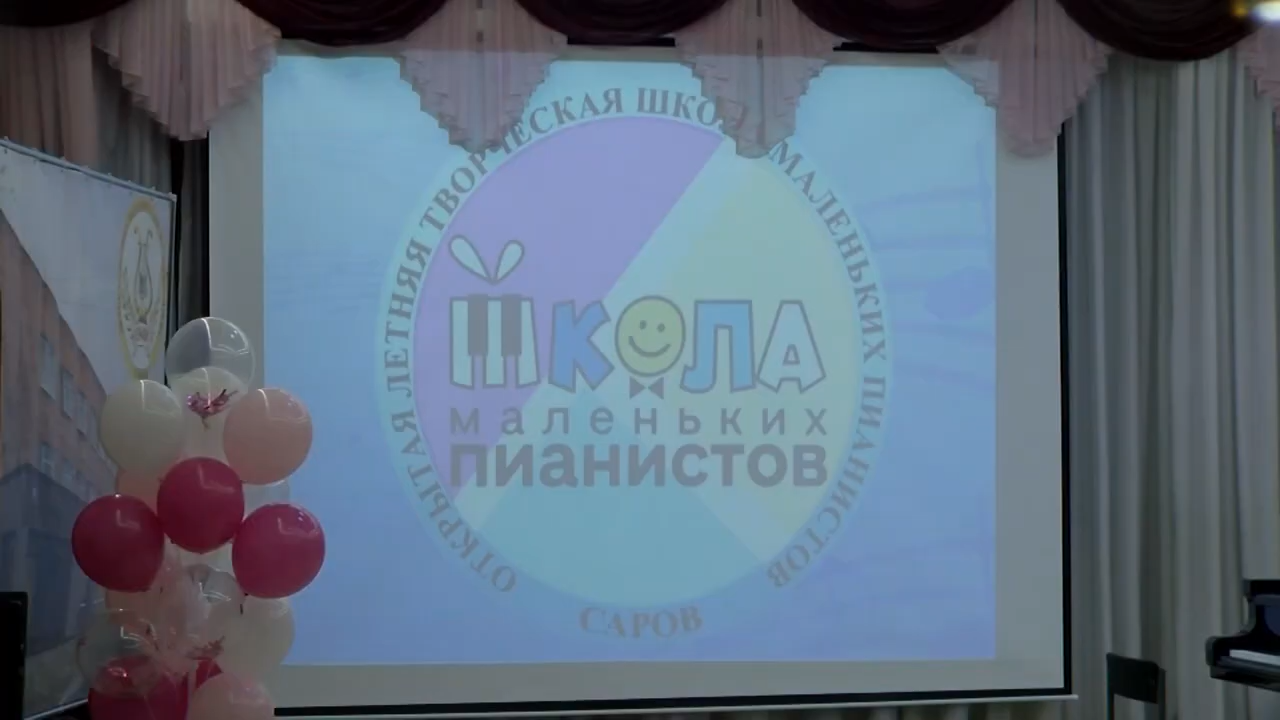 ОТКРЫТАЯ ЛЕТНЯЯ ТВОРЧЕСКАЯ ШКОЛА МАЛЕНЬКИХ ПИАНИСТОВ
ШКОЛА
маленьких
пианистов
САРОВ